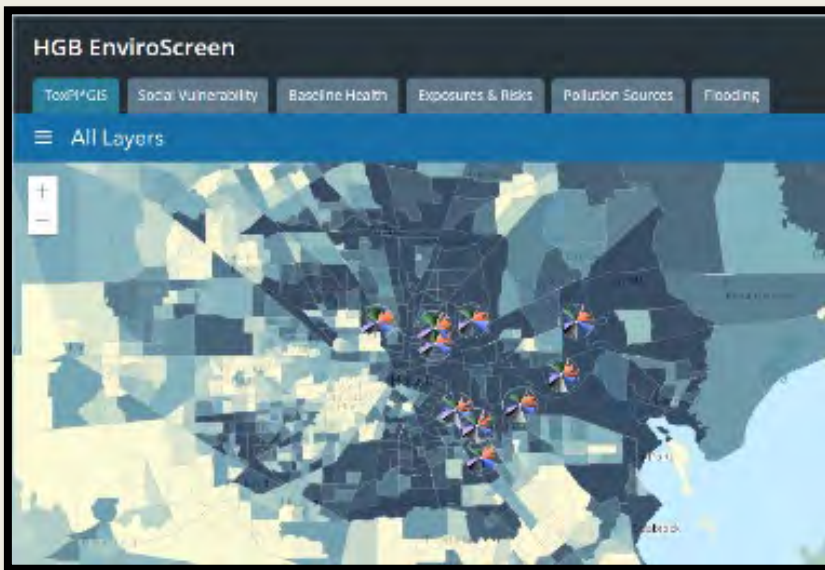 HGB EnviroScreen
ToxPi*GIS Social Vulnerability Baseline Health Exposures & Risks Pollution Sources Flooding
All Layers
+
−